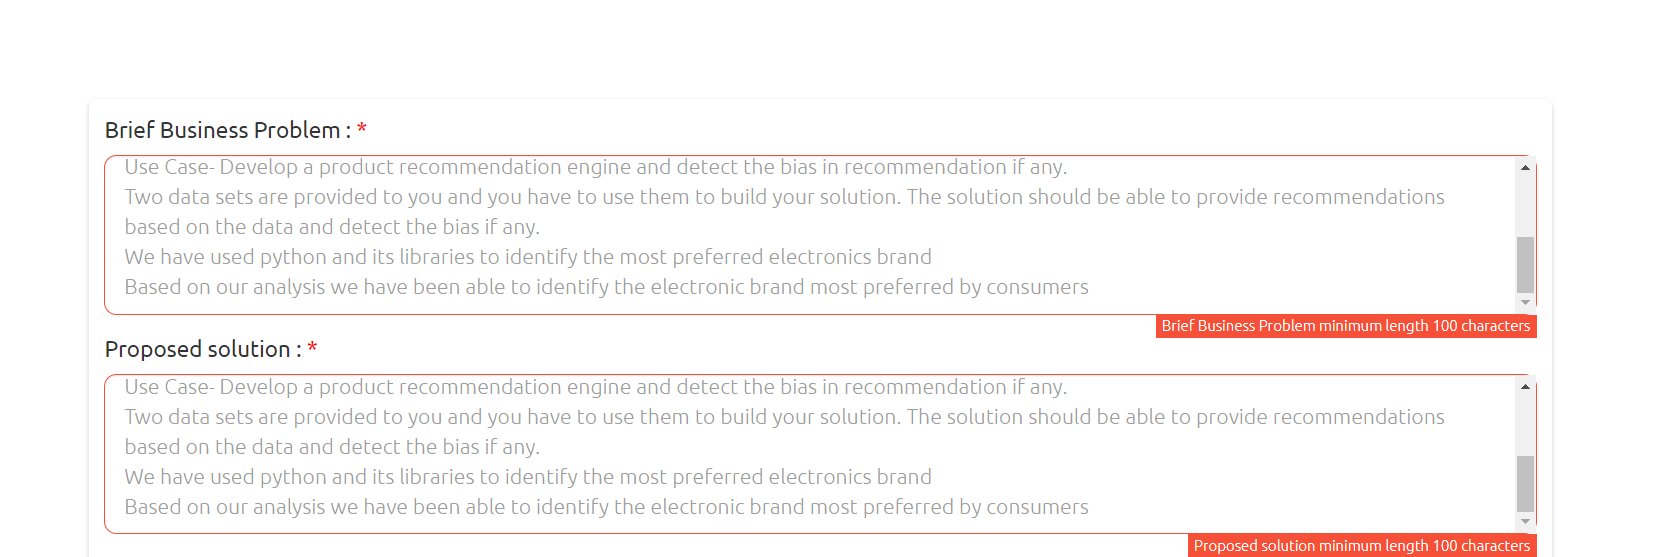 Brief Business Problem : *
Use Case- Develop a product recommendation engine and detect the bias in recommendation if any.
Two data sets are provided to you and you have to use them to build your solution. The solution should be able to provide recommendations
based on the data and detect the bias if any.
We have used python and its libraries to identify the most preferred electronics brand
Based on our analysis we have been able to identify the electronic brand most preferred by consumers
Brief Business Problem minimum length 100 characters
Proposed solution : *
Use Case- Develop a product recommendation engine and detect the bias in recommendation if any.
Two data sets are provided to you and you have to use them to build your solution. The solution should be able to provide recommendations
based on the data and detect the bias if any.
We have used python and its libraries to identify the most preferred electronics brand
Based on our analysis we have been able to identify the electronic brand most preferred by consumers
Proposed solution minimum length 100 characters